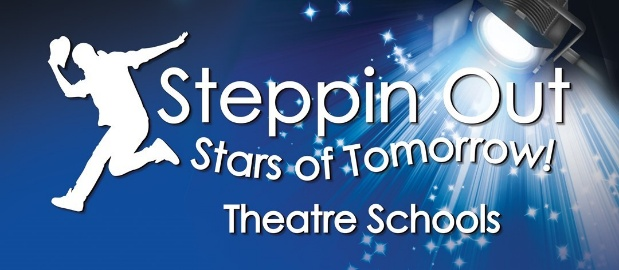 Steppin Out
Stars of Tomorrow!
Theatre Schools